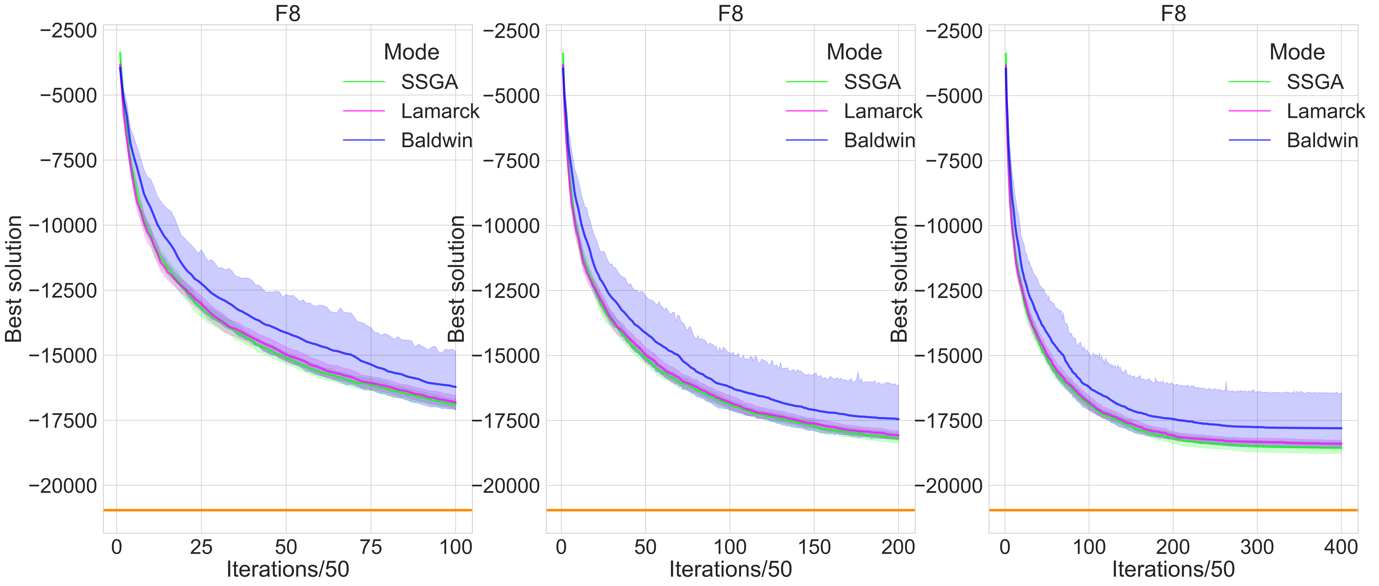 F8
Best solution
−2500
−5000
−7500
−10000
−12500
−15000
−17500
−20000
Mode
SSGA
Lamarck
Baldwin
0 25 50 75 100
Iterations/50
F8
Best solution
−2500
−5000
−7500
−10000
−12500
−15000
−17500
−20000
Mode
SSGA
Lamarck
Baldwin
0 50 100 150 200
Iterations/50
F8
Best solution
−2500
−5000
−7500
−10000
−12500
−15000
−17500
−20000
Mode
SSGA
Lamarck
Baldwin
0 100 200 300 400
Iterations/50